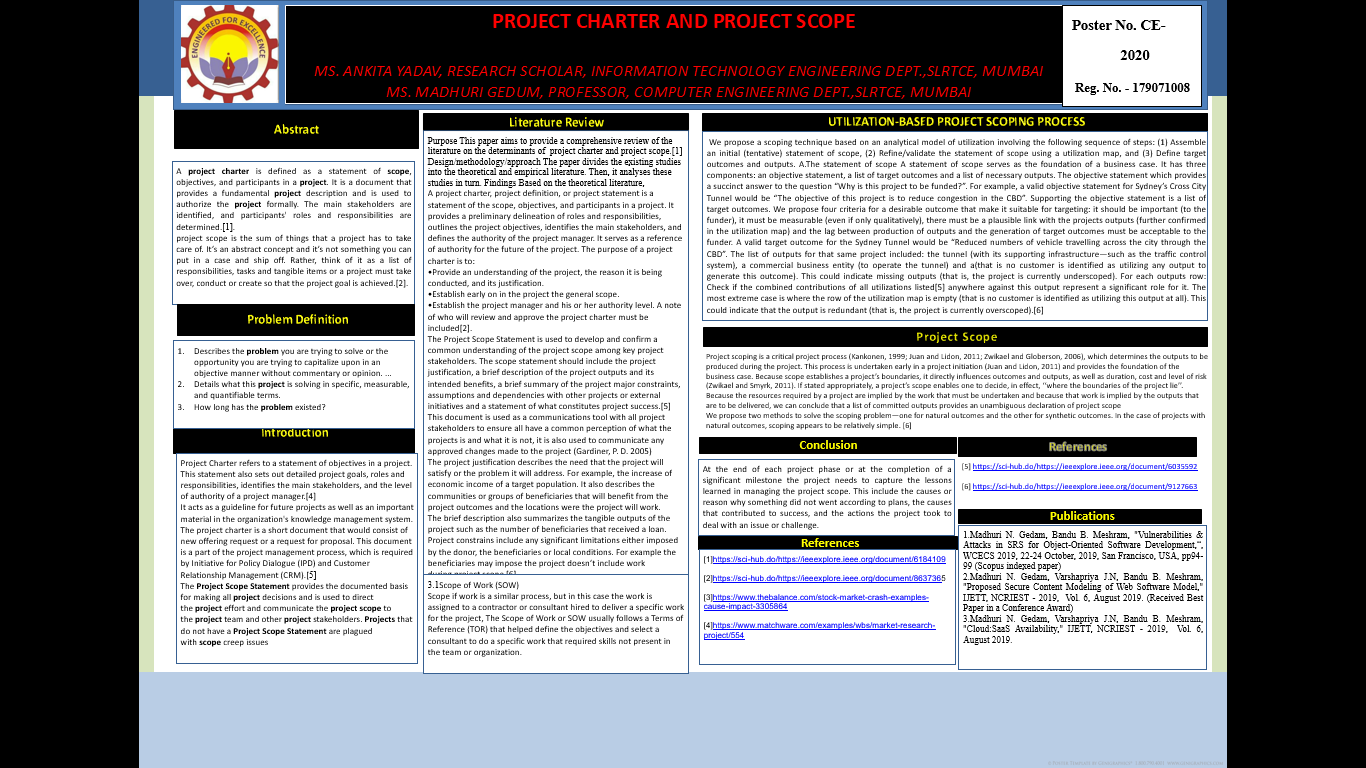 ENGINEERED FOR EXCELLENCE
PROJECT CHARTER AND PROJECT SCOPE
MS. ANKITA YADAV, RESEARCH SCHOLAR, INFORMATION TECHNOLOGY ENGINEERING DEPT.,SLRTCE, MUMBAI
MS. MADHURI GEDUM, PROFESSOR, COMPUTER ENGINEERING DEPT.,SLRTCE, MUMBAI
Poster No. CE-
2020
Reg. No. - 179071008
Abstract
A project charter is defined as a statement of scope,
objectives, and participants in a project. It is a document that
provides a fundamental project description and is used to
authorize the project formally. The main stakeholders are
identified, and participants' roles and responsibilities are
determined.[1].
project scope is the sum of things that a project has to take
care of. It's an abstract concept and it's not something you can
put in a case and ship off. Rather, think of it as a list of
responsibilities, tasks and tangible items or a project must take
over, conduct or create so that the project goal is achieved.[2].
Problem Definition
1. Describes the problem you are trying to solve or the
opportunity you are trying to capitalize upon in an
objective manner without commentary or opinion. ...
2. Details what this project is solving in specific, measurable,
and quantifiable terms.
3. How long has the problem existed?
Introduction
Project Charter refers to a statement of objectives in a project.
This statement also sets out detailed project goals, roles and
responsibilities, identifies the main stakeholders, and the level
of authority of a project manager.[4]
It acts as a guideline for future projects as well as an important
material in the organization's knowledge management system.
The project charter is a short document that would consist of
new offering request or a request for proposal. This document
is a part of the project management process, which is required
by Initiative for Policy Dialogue (IPD) and Customer
Relationship Management (CRM).[5]
The Project Scope Statement provides the documented basis
for making all project decisions and is used to direct
the project effort and communicate the project scope to
the project team and other project stakeholders. Projects that
do not have a Project Scope Statement are plagued
with scope creep issues
Literature Review
Purpose This paper aims to provide a comprehensive review of the
literature on the determinants of project charter and project scope.[1]
Design/methodology/approach The paper divides the existing studies
into the theoretical and empirical literature. Then, it analyses these
studies in turn. Findings Based on the theoretical literature,
A project charter, project definition, or project statement is a
statement of the scope, objectives, and participants in a project. It
provides a preliminary delineation of roles and responsibilities,
outlines the project objectives, identifies the main stakeholders, and
defines the authority of the project manager. It serves as a reference
of authority for the future of the project. The purpose of a project
charter is to:
•Provide an understanding of the project, the reason it is being
conducted, and its justification.
•Establish early on in the project the general scope.
•Establish the project manager and his or her authority level. A note
of who will review and approve the project charter must be
included[2].
The Project Scope Statement is used to develop and confirm a
common understanding of the project scope among key project
stakeholders. The scope statement should include the project
justification, a brief description of the project outputs and its
intended benefits, a brief summary of the project major constraints,
assumptions and dependencies with other projects or external
initiatives and a statement of what constitutes project success.[5]
This document is used as a communications tool with all project
stakeholders to ensure all have a common perception of what the
projects is and what it is not, it is also used to communicate any
approved changes made to the project (Gardiner, P. D. 2005)
The project justification describes the need that the project will
satisfy or the problem it will address. For example, the increase of
economic income of a target population. It also describes the
communities or groups of beneficiaries that will benefit from the
project outcomes and the locations were the project will work.
The brief description also summarizes the tangible outputs of the
project such as the number of beneficiaries that received a loan.
Project constrains include any significant limitations either imposed
by the donor, the beneficiaries or local conditions. For example the
beneficiaries may impose the project doesn't include work
during project scope.[6]
3.1Scope of Work (SOW)
Scope if work is a similar process, but in this case the work is
assigned to a contractor or consultant hired to deliver a specific work
for the project, The Scope of Work or SOW usually follows a Terms of
Reference (TOR) that helped define the objectives and select a
consultant to do a specific work that required skills not present in
the team or organization.
UTILIZATION-BASED PROJECT SCOPING PROCESS
We propose a scoping technique based on an analytical model of utilization involving the following sequence of steps: (1) Assemble
an initial (tentative) statement of scope, (2) Refine/validate the statement of scope using a utilization map, and (3) Define target
outcomes and outputs. A.The statement of scope A statement of scope serves as the foundation of a business case. It has three
components: an objective statement, a list of target outcomes and a list of necessary outputs. The objective statement which provides
a succinct answer to the question "Why is this project to be funded?". For example, a valid objective statement for Sydney's Cross City
Tunnel would be "The objective of this project is to reduce congestion in the CBD". Supporting the objective statement is a list of
target outcomes. We propose four criteria for a desirable outcome that make it suitable for targeting: it should be important (to the
funder), it must be measurable (even if only qualitatively), there must be a plausible link with the projects outputs (further confirmed
in the utilization map) and the lag between production of outputs and the generation of target outcomes must be acceptable to the
funder. A valid target outcome for the Sydney Tunnel would be "Reduced numbers of vehicle travelling across the city through the
CBD". The list of outputs for that same project included: the tunnel (with its supporting infrastructure—such as the traffic control
system), a commercial business entity (to operate the tunnel) and a(that is no customer is identified as utilizing any output to
generate this outcome). This could indicate missing outputs (that is, the project is currently underscoped). For each outputs row:
Check if the combined contributions of all utilizations listed[5] anywhere against this output represent a significant role for it. The
most extreme case is where the row of the utilization map is empty (that is no customer is identified as utilizing this output at all). This
could indicate that the output is redundant (that is, the project is currently overscoped).[6]
Project Scope
Project scoping is a critical project process (Kankonen, 1999; Juan and Lidon, 2011; Zwikael and Globerson, 2006), which determines the outputs to be
produced during the project. This process is undertaken early in a project initiation (Juan and Lidon, 2011) and provides the foundation of the
business case. Because scope establishes a project's boundaries, it directly influences outcomes and outputs, as well as duration, cost and level of risk
(Zwikael and Smyrk, 2011). If stated appropriately, a project's scope enables one to decide, in effect, "where the boundaries of the project lie".
Because the resources required by a project are implied by the work that must be undertaken and because that work is implied by the outputs that
are to be delivered, we can conclude that a list of committed outputs provides an unambiguous declaration of project scope
We propose two methods to solve the scoping problem—one for natural outcomes and the other for synthetic outcomes. in the case of projects with
natural outcomes, scoping appears to be relatively simple. [6]
Conclusion
At the end of each project phase or at the completion of a
significant milestone the project needs to capture the lessons
learned in managing the project scope. This include the causes or
reason why something did not went according to plans, the causes
that contributed to success, and the actions the project took to
deal with an issue or challenge.
References
[1]https://sci-hub.do/https://ieeexplore.ieee.org/document/6184109
[2]https://sci-hub.do/https://ieeexplore.ieee.org/document/8637365
[3]https://www.thebalance.com/stock-market-crash-examples-
cause-impact-3305864
[4]https://www.matchware.com/examples/wbs/market-research-
project/554
References
[5] https://sci-hub.do/https://ieeexplore.ieee.org/document/6035592
[6] https://sci-hub.do/https://ieeexplore.ieee.org/document/9127663
Publications
1.Madhuri N. Gedam, Bandu B. Meshram, "Vulnerabilities &
Attacks in SRS for Object-Oriented Software Development,",
WCECS 2019, 22-24 October, 2019, San Francisco, USA, pp94-
99 (Scopus indexed paper)
2.Madhuri N. Gedam, Varshapriya J.N, Bandu B. Meshram,
"Proposed Secure Content Modeling of Web Software Model,"
IJETT, NCRIEST - 2019, Vol. 6, August 2019. (Received Best
Paper in a Conference Award)
3.Madhuri N. Gedam, Varshapriya J.N, Bandu B. Meshram,
"Cloud:SaaS Availability," IJETT, NCRIEST - 2019, Vol. 6,
August 2019.